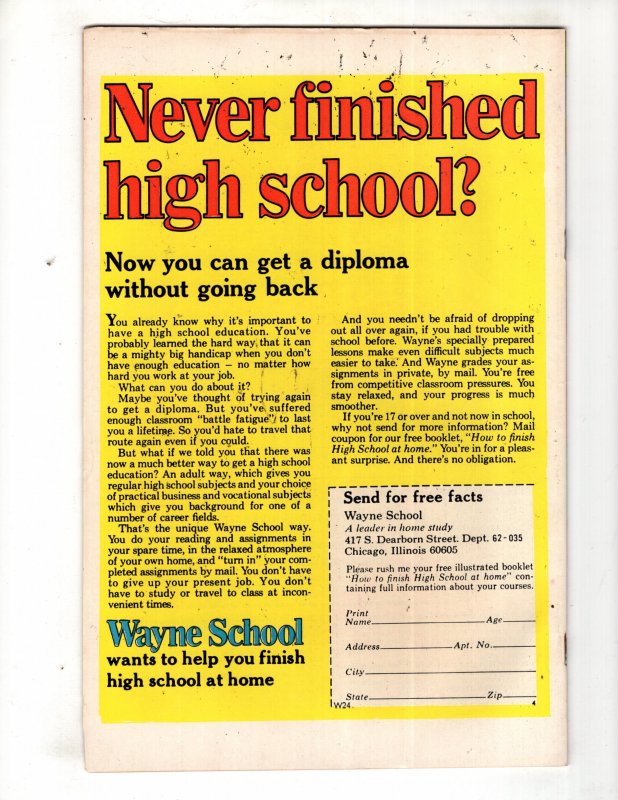 Never finished
high school?
Now you can get a diploma
without going back
You already know why it's important to
have a high school education. You've
probably learned the hard way that it can
be a mighty big handicap when you don't
have enough education – no matter how
hard you work at your job.
What can you do about it?
Maybe you've thought of trying again
to get a diploma. But you've suffered
enough classroom "battle fatigue" to last
you a lifetime. So you'd hate to travel that
route again even if you could.
But what if we told you that there was
now a much better way to get a high school
education? An adult way, which gives you
regular high school subjects and your choice
of practical business and vocational subjects
which give you background for one of a
number of career fields.
That's the unique Wayne School way.
You do your reading and assignments in
your spare time, in the relaxed atmosphere
of your own home, and "turn in" your com-
pleted assignments by mail. You don't have
to give up your present job. You don't
have to study or travel to class at incon-
venient times.
Wayne School
wants to help you finish
high school at home
And you needn't be afraid of dropping
out all over again, if you had trouble with
school before. Wayne's specially prepared
lessons make even difficult subjects much
easier to take. And Wayne grades your as-
signments in private, by mail. You're free
from competitive classroom pressures. You
stay relaxed, and your progress is much
smoother.
If you're 17 or over and not now in school,
why not send for more information? Mail
coupon for our free booklet, "How to finish
High School at home." You're in for a pleas-
ant surprise. And there's no obligation.
Send for free facts
Wayne School
A leader in home study
417 S. Dearborn Street. Dept. 62-035
Chicago, Illinois 60605
Please rush me your free illustrated booklet
"How to finish High School at home" con-
taining full information about your courses.
Print
Name Age
Address Apt. No.
City
State Zip
W24 4